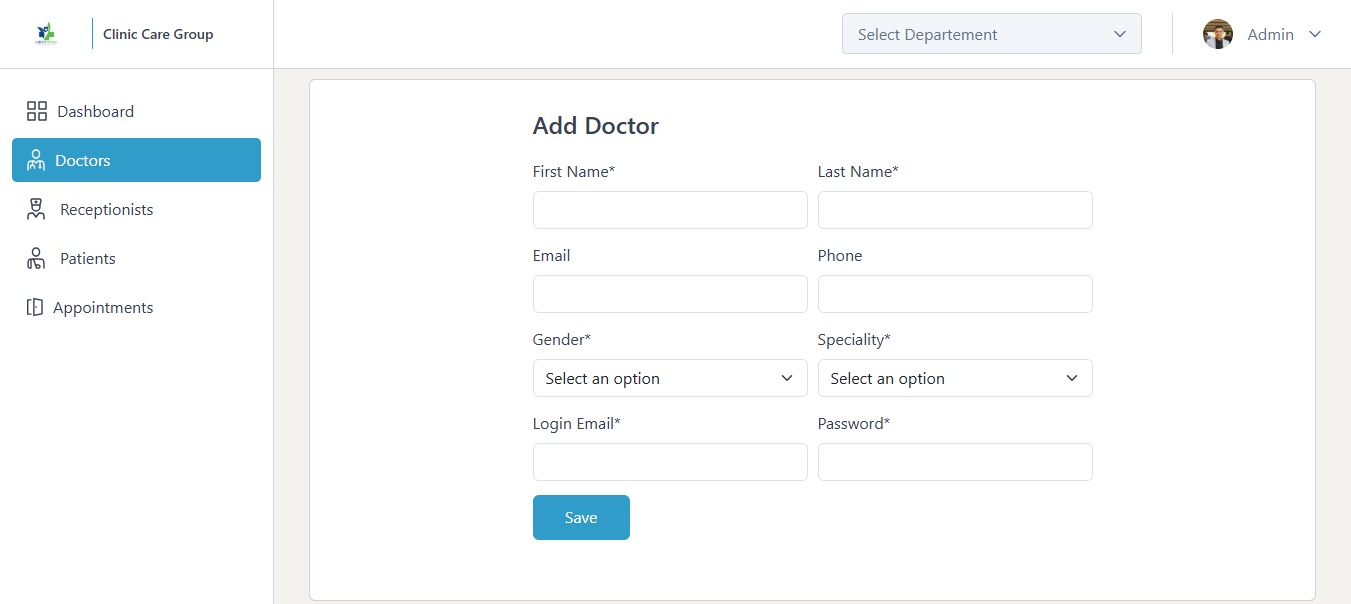 Clinic Care Group
Select Departement
Admin
Dashboard
Doctors
Receptionists
Patients
Appointments
Add Doctor
First Name* Last Name*
Email Phone
Gender* Speciality*
Select an option Select an option
Login Email* Password*
Save